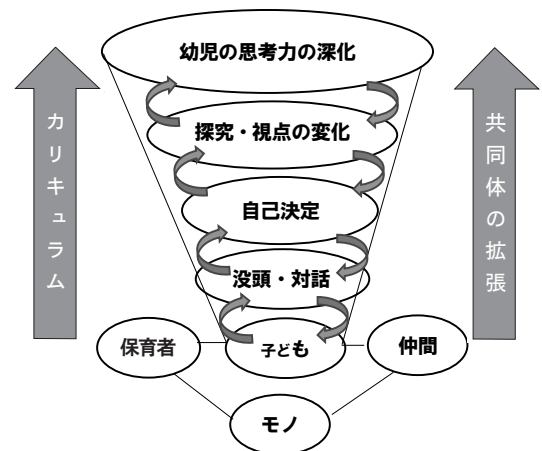 幼児の思考力の深化
探究・視点の変化
自己決定
没頭・対話
子ども
保育者
仲間
モノ
カリキュラム
共同体の拡張